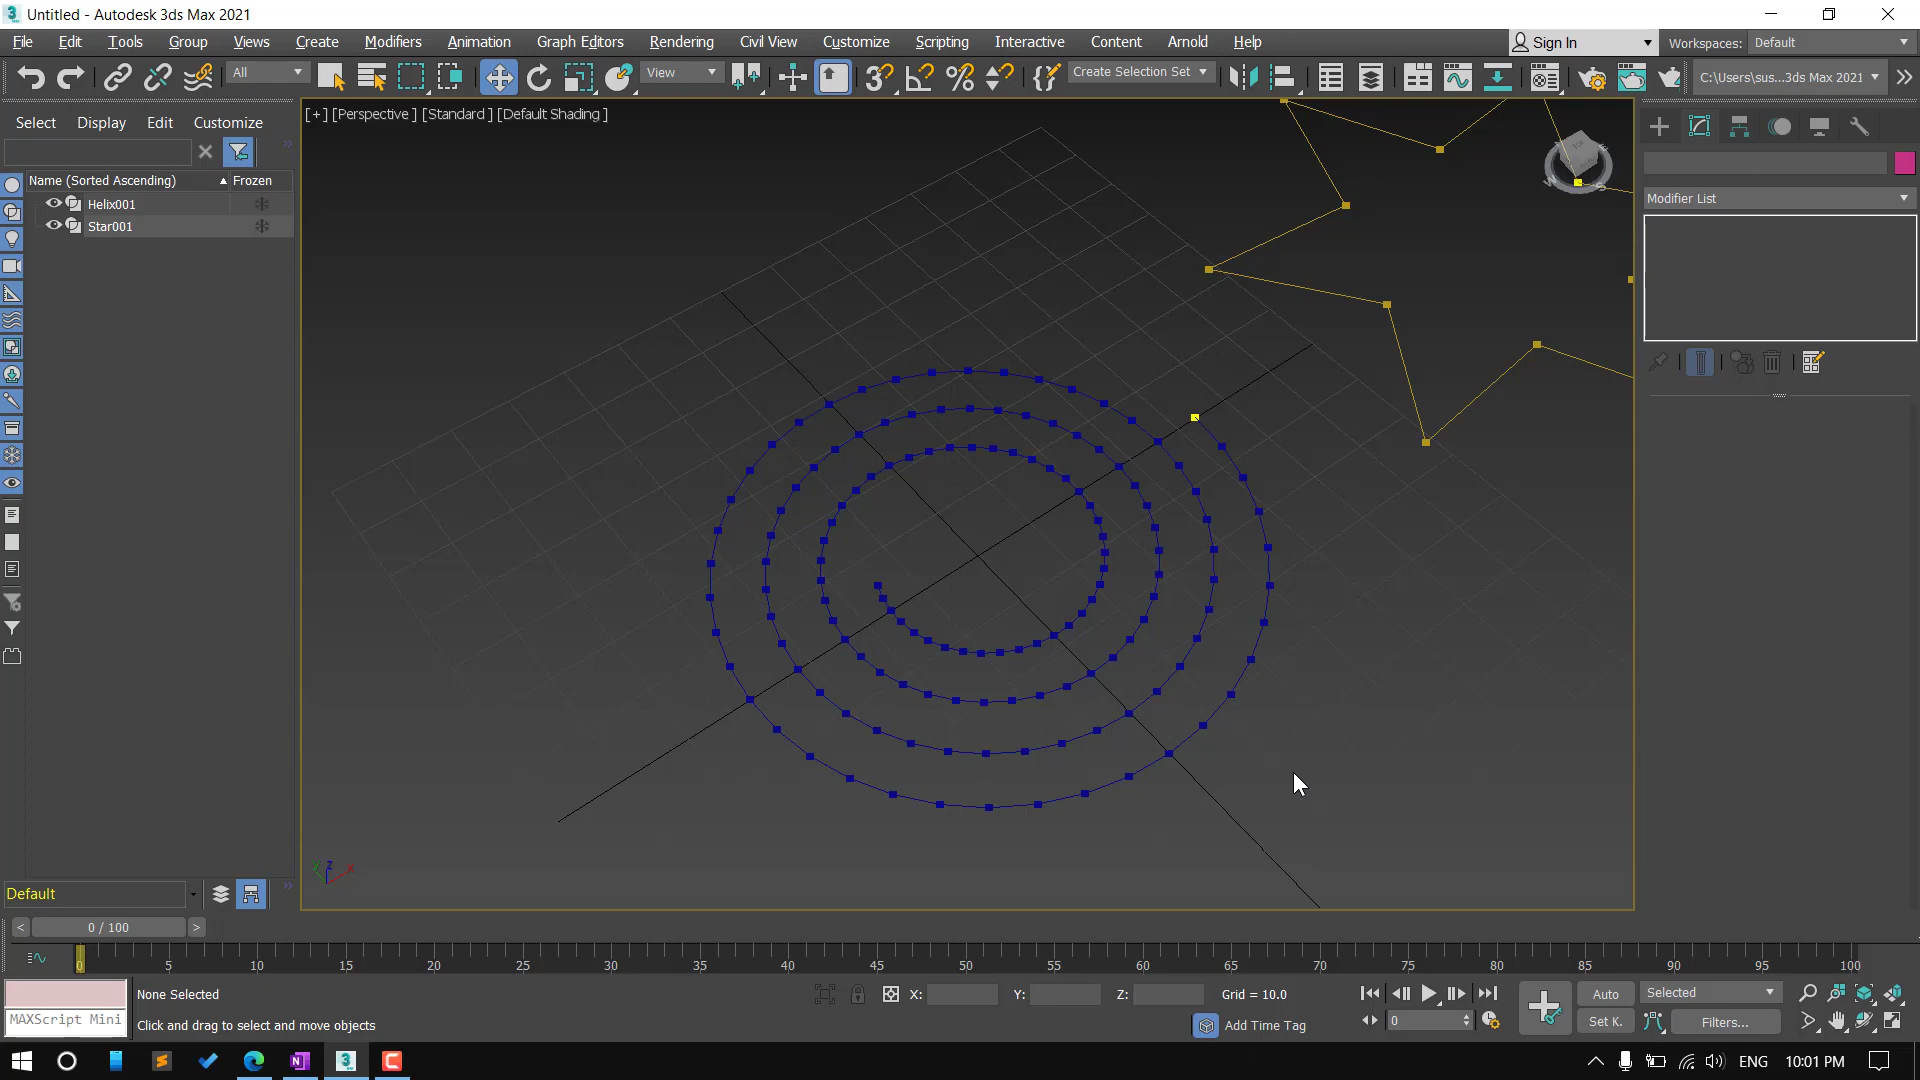 Untitled - Autodesk 3ds Max 2021
File Edit Tools Group Views Create Modifiers Animation Graph Editors Rendering Civil View Customize Scripting Interactive Content Arnold Help
Sign In
Workspaces: Default
All
View
Create Selection Set
C:\Users\sus...3ds Max 2021
Select Display Edit Customize
[+] [Perspective ] [Standard ] [Default Shading ]
Name (Sorted Ascending) Frozen
Helix001
Star001
Modifier List
Default
0 / 100
0 5 10 15 20 25 30 35 40 45 50 55 60 65 70 75 80 85 90 95 100
None Selected
X: Y: Z: Grid = 10.0
Auto
Selected
MAXScript Mini
Click and drag to select and move objects
Add Time Tag
0
Set K.
Filters...
ENG 10:01 PM